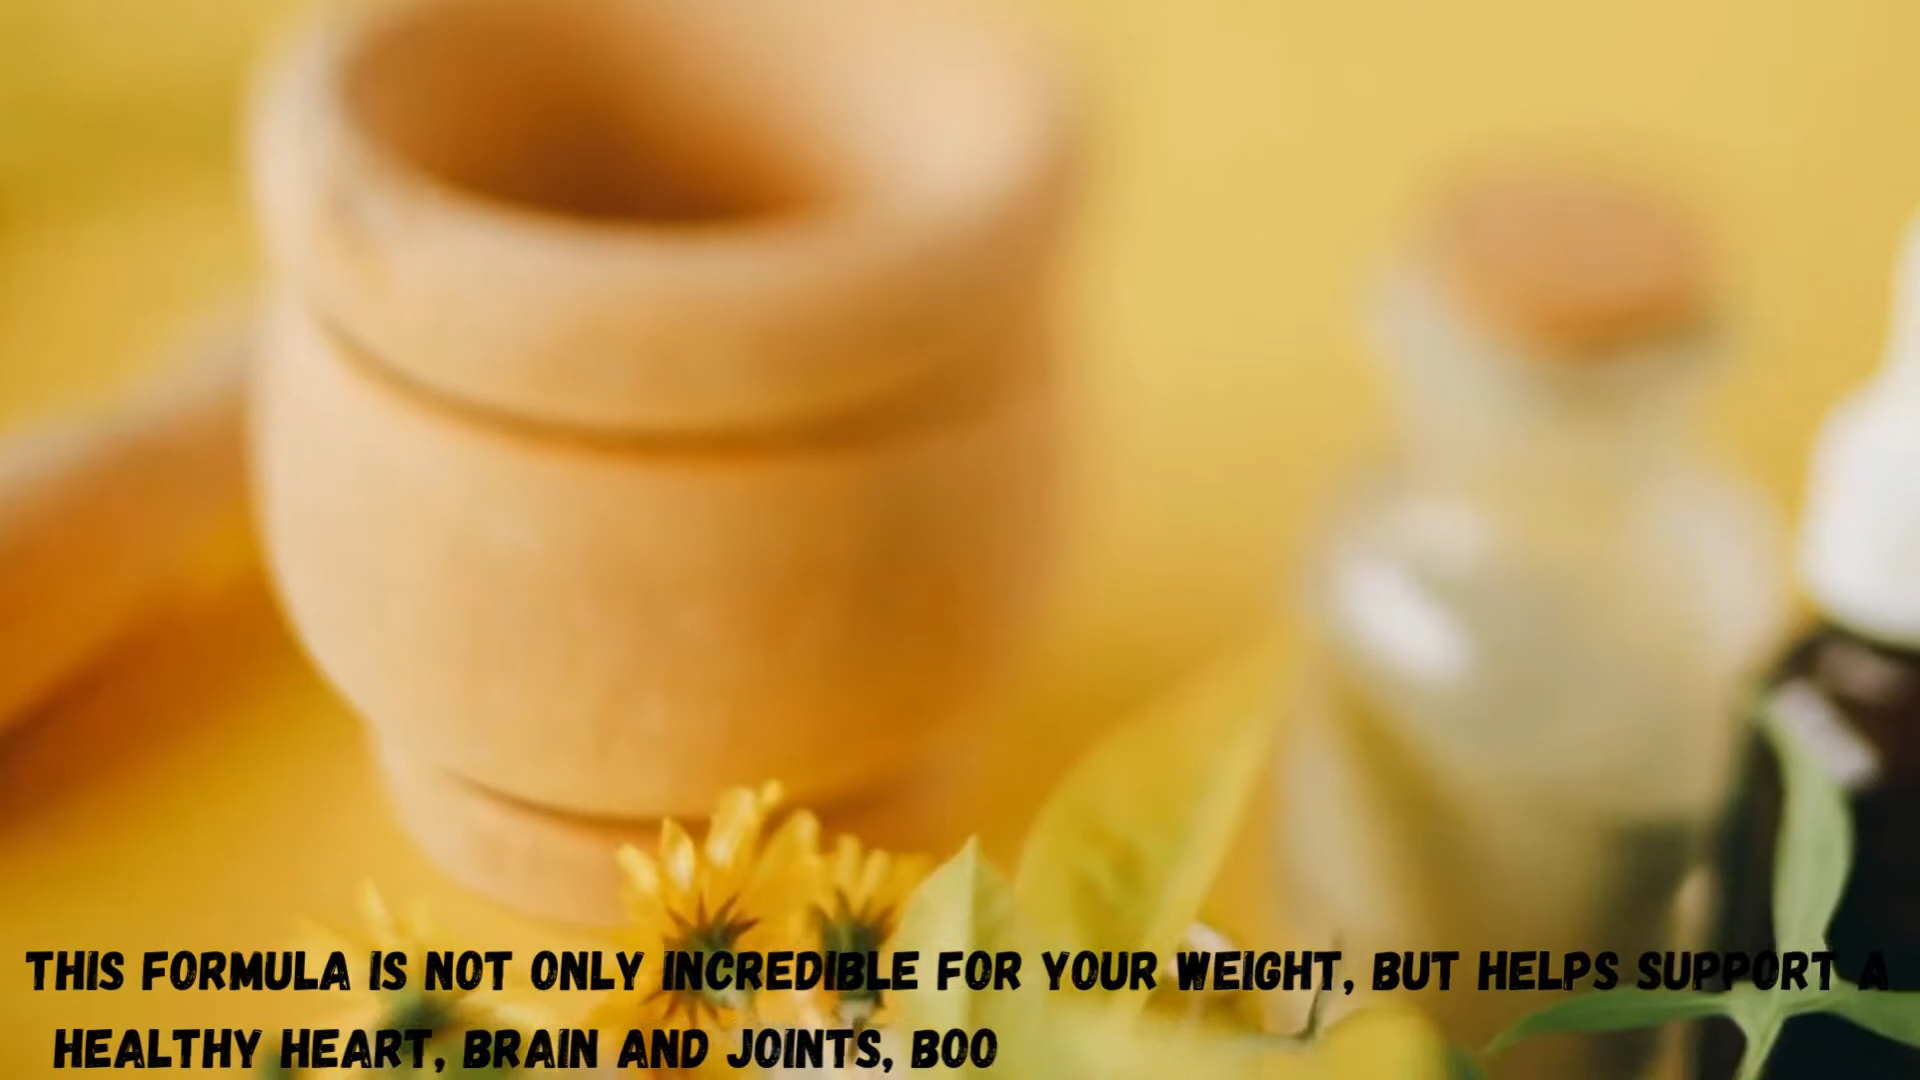 THIS FORMULA IS NOT ONLY INCREDIBLE FOR YOUR WEIGHT, BUT HELPS SUPPORT A
HEALTHY HEART, BRAIN AND JOINTS, BOO